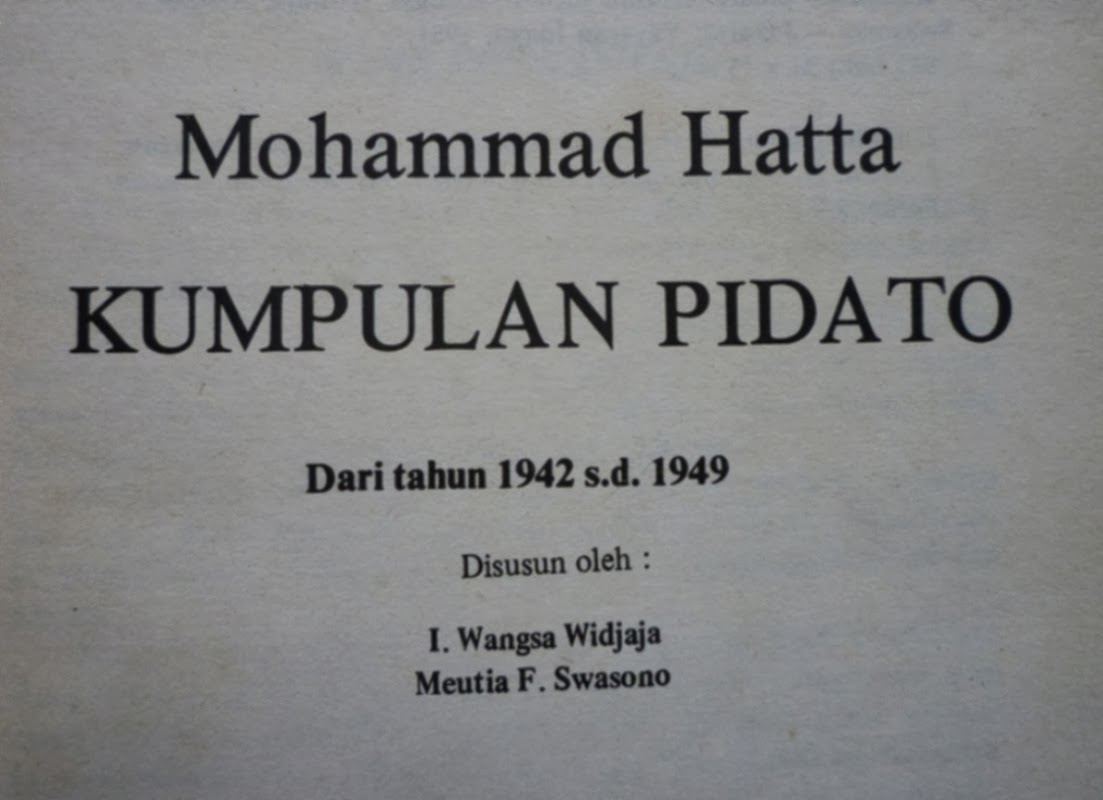 Mohammad Hatta
KUMPULAN PIDATO
Dari tahun 1942 s.d. 1949
Disusun oleh :
I. Wangsa Widjaja
Meutia F. Swasono